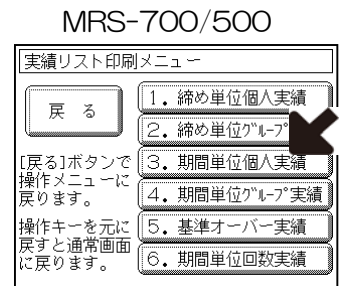 MRS-700/500
実績リスト印刷メニュー
戻 る
[戻る]ボタンで
操作メニューに
戻ります。
操作キーを元に
戻すと通常画面
に戻ります。
1. 締め単位個人実績
2. 締め単位ｸﾞﾙｰﾌﾟ
3. 期間単位個人実績
4. 期間単位ｸﾞﾙｰﾌﾟ実績
5. 基準オーバー実績
6. 期間単位回数実績